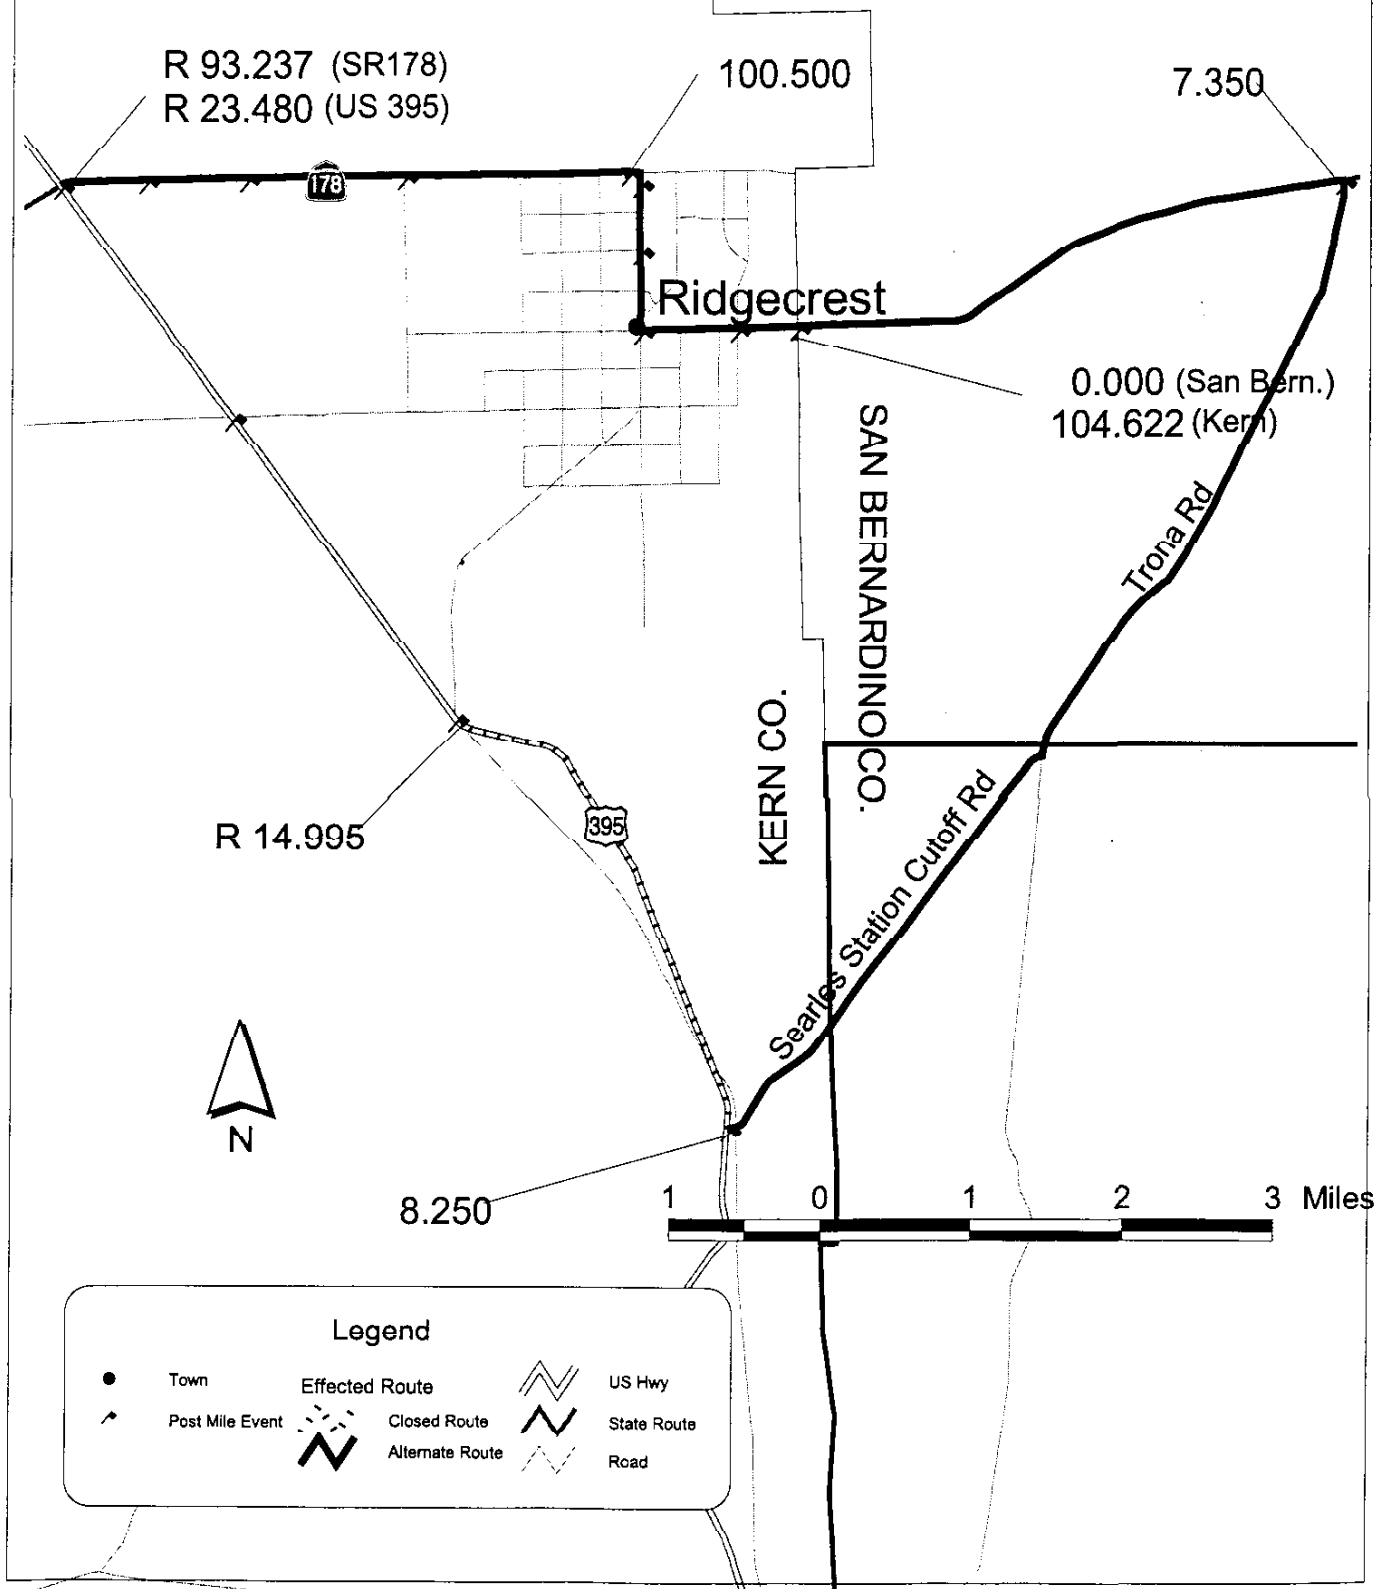 R 93.237 (SR178)
R 23.480 (US 395)
100.500
7.350
178
Ridgecrest
0.000 (San Bern.)
104.622 (Kern)
SAN BERNARDINO CO.
Trona Rd
KERN CO.
395
R 14.995
Searles Station Cutoff Rd
N
8.250
1 0 1 2 3 Miles
Legend
Town
Effected Route
US Hwy
Post Mile Event
Closed Route
State Route
Alternate Route
Road